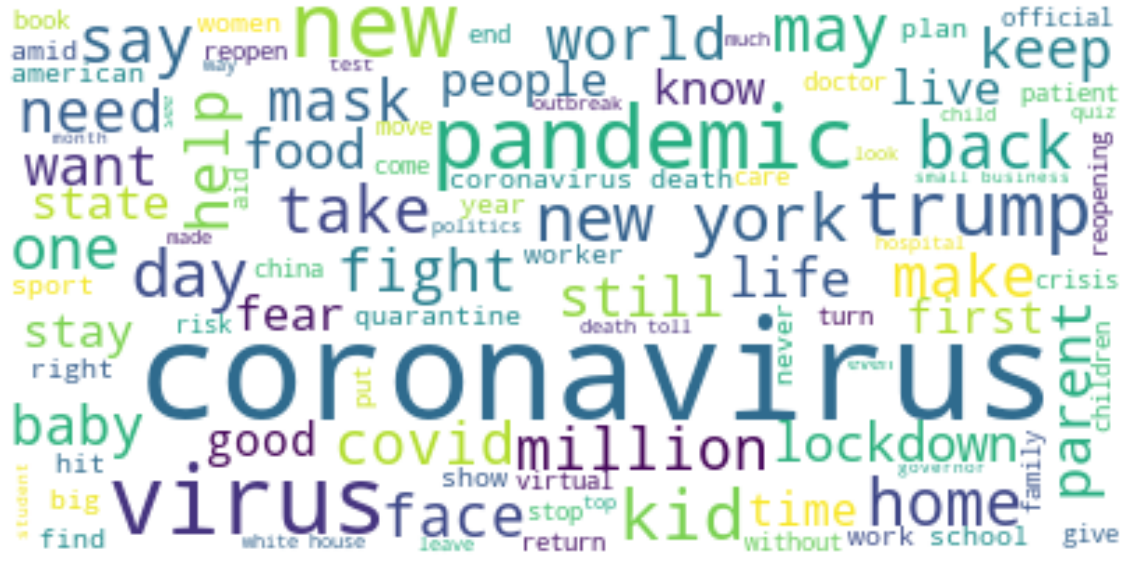 book
say
women
new
end
world
much
may
plan
official
keep
amid
reopen
american
may
test
people
know
doctor
live
patient
need
mask
outbreak
child
quiz
month
help
food
move
pandemic
back
reopening
want
come
look
coronavirus death
care
small business
state
aid
take
year
new york
trump
politics
made
one
day
china
fight
worker
hospital
life
make
crisis
sport
still
first
parent
stay
risk
fear
quarantine
death toll
never
turn
children
right
coronavirus
put
baby
good
covid
million
lockdown
hit
show
virtual
governor
family
student
big
virus
face
stop
top
kid
time
home
find
white house
leave
return
without
work
school
give